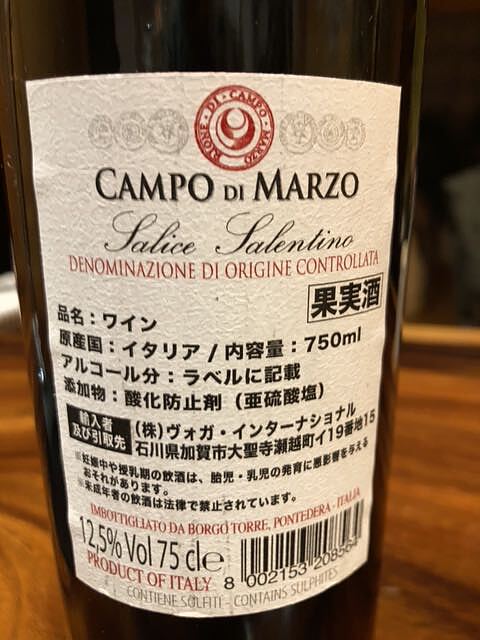 RIONE · DI · CAMPO · MARZO
CAMPO DI MARZO
Salice Salentino
DENOMINAZIONE DI ORIGINE CONTROLLATA
果実酒
品名：ワイン
原産国：イタリア / 内容量：750ml
アルコール分：ラベルに記載
添加物：酸化防止剤（亜硫酸塩）
輸入者及び引取先
(株)ヴォガ・インターナショナル
石川県加賀市大聖寺瀬越町イ19番地15
※妊娠中や授乳期の飲酒は、胎児・乳児の発育に悪影響を与える
おそれがあります。
※未成年者の飲酒は法律で禁止されています。
IMBOTTIGLIATO DA BORGO TORRE, PONTEDERA - ITALIA
12,5% Vol 75 cl e
PRODUCT OF ITALY
8 002153 20856
CONTIENE SOLFITI - CONTAINS SULPHITES